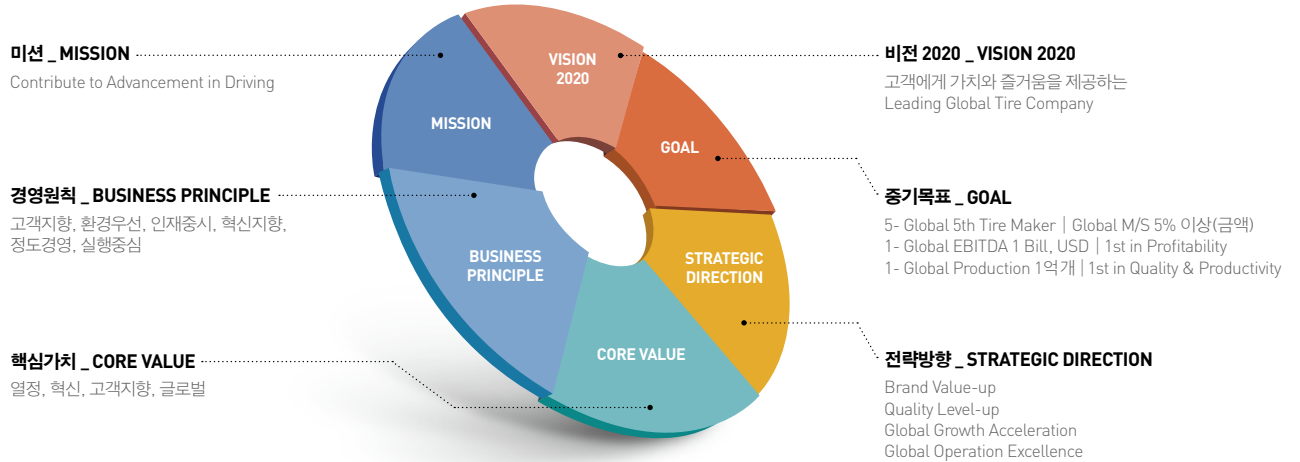 미션 _ MISSION
Contribute to Advancement in Driving
경영원칙 _ BUSINESS PRINCIPLE
고객지향, 환경우선, 인재중시, 혁신지향,
정도경영, 실행중심
핵심가치 _ CORE VALUE
열정, 혁신, 고객지향, 글로벌
VISION
2020
MISSION
GOAL
BUSINESS
PRINCIPLE
STRATEGIC
DIRECTION
CORE VALUE
비전 2020 _ VISION 2020
고객에게 가치와 즐거움을 제공하는
Leading Global Tire Company
중기목표 _ GOAL
5- Global 5th Tire Maker | Global M/S 5% 이상(금액)
1- Global EBITDA 1 Bill, USD | 1st in Profitability
1- Global Production 1억개 | 1st in Quality & Productivity
전략방향 _ STRATEGIC DIRECTION
Brand Value-up
Quality Level-up
Global Growth Acceleration
Global Operation Excellence